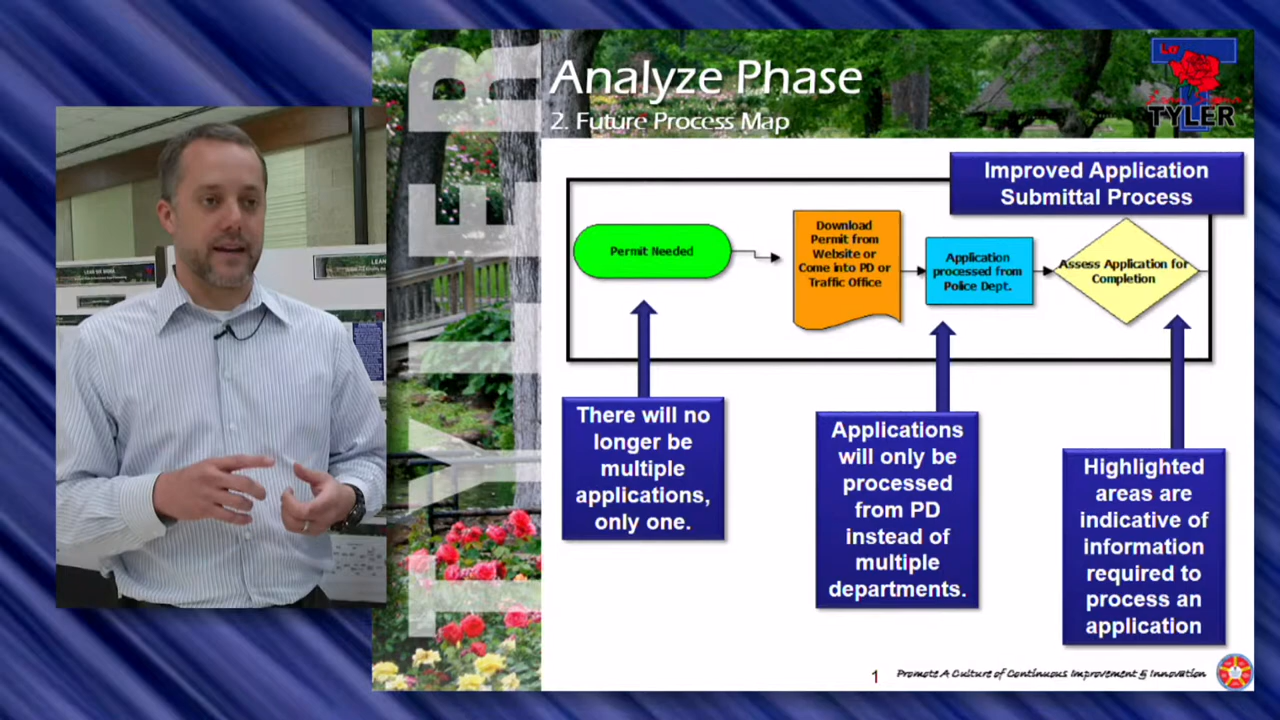 Analyze Phase
2. Future Process Map
TYLER
TYLER
Improved Application
Submittal Process
Permit Needed
Download
Permit from
Website or
Come into PD or
Traffic Office
Application
processed from
Police Dept.
Assess Application for
Completion
There will no
longer be
multiple
applications,
only one.
Applications
will only be
processed
from PD
instead of
multiple
departments.
Highlighted
areas are
indicative of
information
required to
process an
application
LEAN
1
Promote A Culture of Continuous Improvement & Innovation